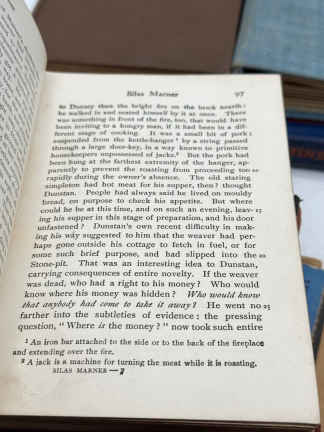 Silas Marner 97
to Dunsey than the bright fire on the brick hearth:
he walked in and seated himself by it at once. There
was something in front of the fire, too, that would have
been inviting to a hungry man, if it had been in a dif-
ferent stage of cooking. It was a small bit of pork
suspended from the kettle-hanger¹ by a string passed
through a large door-key, in a way known to primitive
housekeepers unpossessed of jacks.² But the pork had
been hung at the farthest extremity of the hanger, ap-
parently to prevent the roasting from proceeding too 10
rapidly during the owner's absence. The old staring
simpleton had hot meat for his supper, then? thought
Dunstan. People had always said he lived on mouldy
bread, on purpose to check his appetite. But where
could he be at this time, and on such an evening, leav- 15
ing his supper in this stage of preparation, and his door
unfastened? Dunstan's own recent difficulty in mak-
ing his way suggested to him that the weaver had per-
haps gone outside his cottage to fetch in fuel, or for
some such brief purpose, and had slipped into the 20
Stone-pit. That was an interesting idea to Dunstan,
carrying consequences of entire novelty. If the weaver
was dead, who had a right to his money? Who would
know where his money was hidden? Who would know
that anybody had come to take it away? He went no 25
farther into the subtleties of evidence: the pressing
question, "Where is the money?" now took such entire
¹ An iron bar attached to the side or to the back of the fireplace
and extending over the fire.
² A jack is a machine for turning the meat while it is roasting.
SILAS MARNER — 7